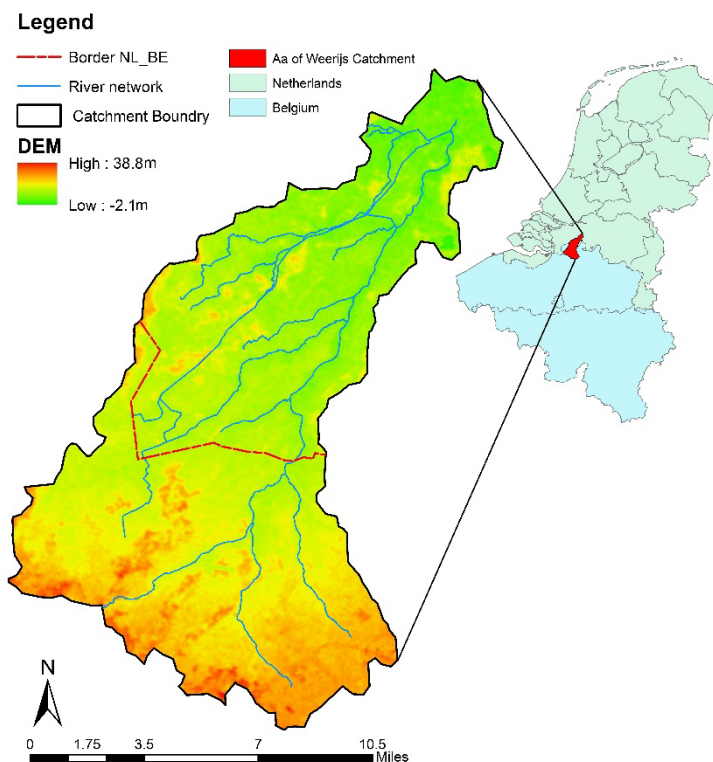 Legend
Border NL_BE
River network
Catchment Boundry
DEM
High : 38.8m
Low : -2.1m
Aa of Weerijs Catchment
Netherlands
Belgium
N
0 1.75 3.5 7 10.5
Miles